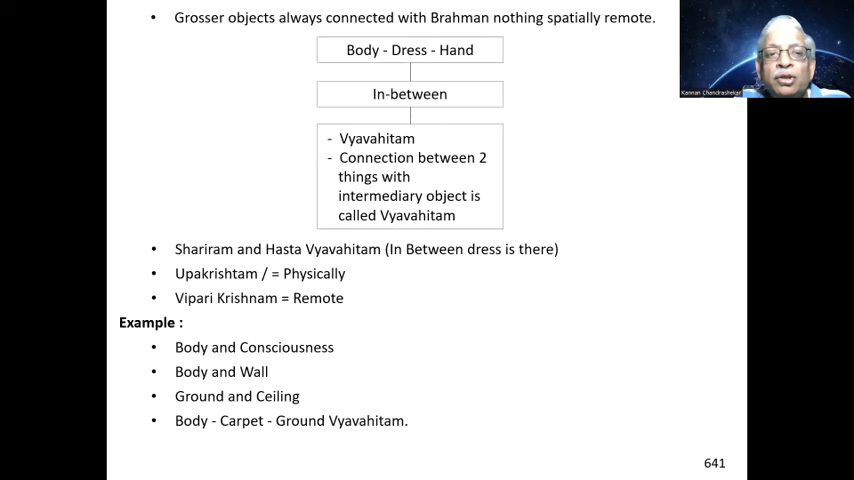 • Grosser objects always connected with Brahman nothing spatially remote.
Body - Dress - Hand
In-between
- Vyavahitam
- Connection between 2
things with
intermediary object is
called Vyavahitam
• Shariram and Hasta Vyavahitam (In Between dress is there)
• Upakrishtam / = Physically
• Vipari Krishnam = Remote
Example :
• Body and Consciousness
• Body and Wall
• Ground and Ceiling
• Body - Carpet - Ground Vyavahitam.
641
Kannan Chandrashekar